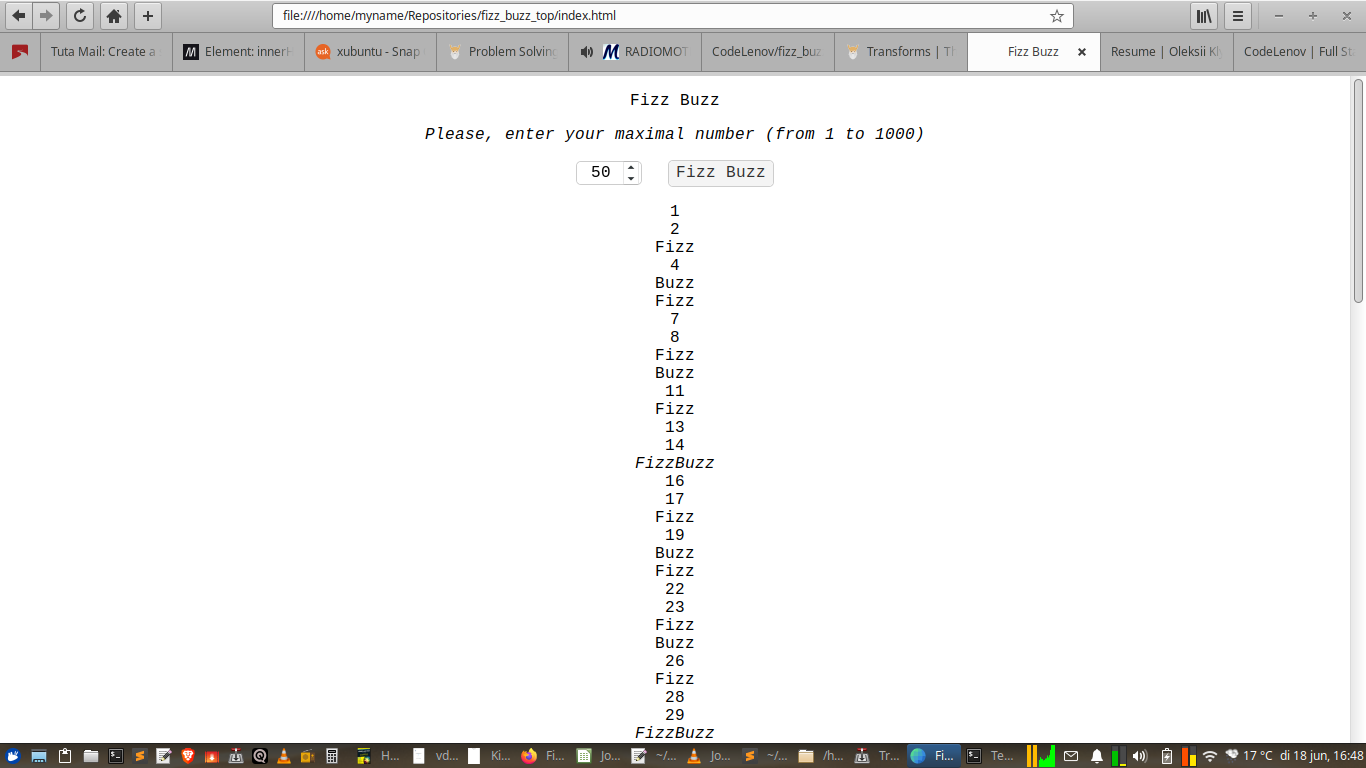 file:////home/myname/Repositories/fizz_buzz_top/index.html
Tuta Mail: Create a
Element: inner
ask
xubuntu - Snap
Problem Solving
RADIOMOT
CodeLenov/fizz_buz
Transforms | T
Fizz Buzz
Resume | Oleksii Kl
CodeLenov | Full St
Fizz Buzz
Please, enter your maximal number (from 1 to 1000)
50
Fizz Buzz
1
2
Fizz
4
Buzz
Fizz
7
8
Fizz
Buzz
11
Fizz
13
14
FizzBuzz
16
17
Fizz
19
Buzz
Fizz
22
23
Fizz
Buzz
26
Fizz
28
29
FizzBuzz
H...
vd...
Ki...
Fi...
Jo...
~/...
Jo...
~/...
/h...
Tr...
Fi...
Te...
17 °C
di 18 jun, 16:48